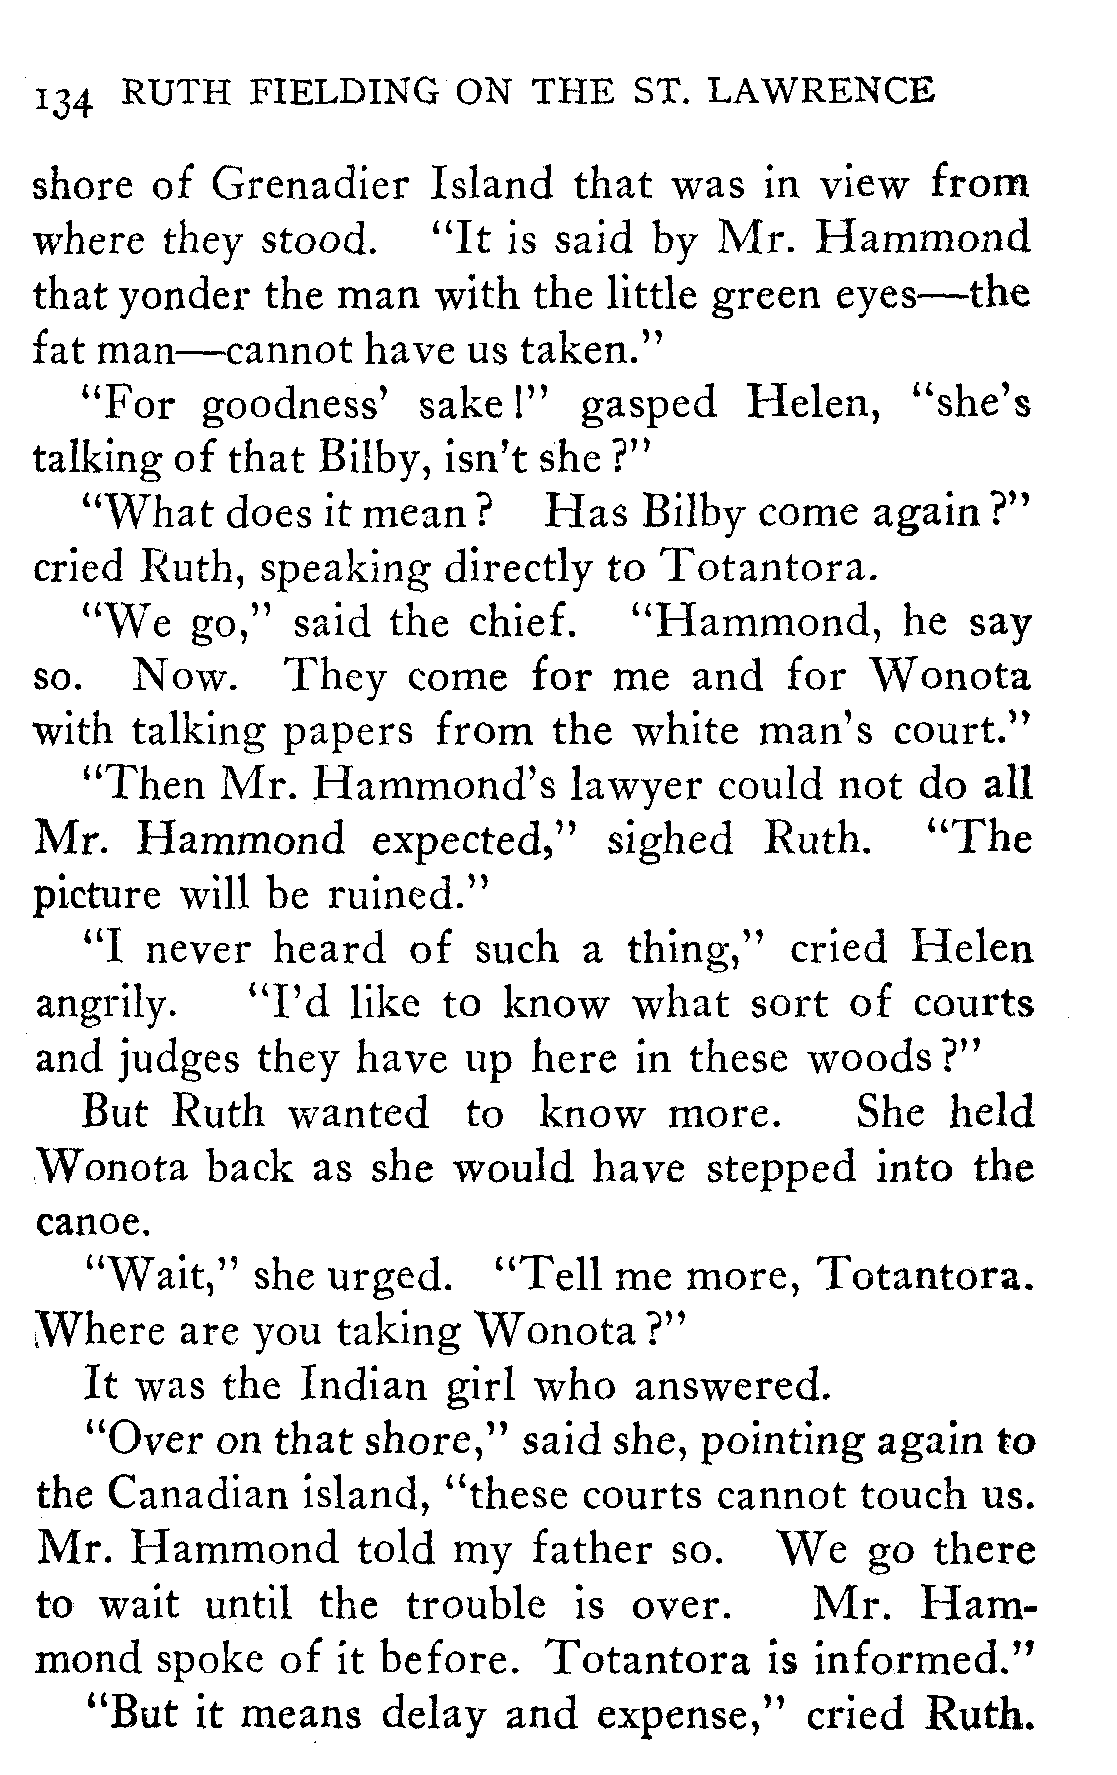 134 RUTH FIELDING ON THE ST. LAWRENCE
shore of Grenadier Island that was in view from
where they stood. "It is said by Mr. Hammond
that yonder the man with the little green eyes—the
fat man—cannot have us taken."
"For goodness' sake!" gasped Helen, "she's
talking of that Bilby, isn't she?"
"What does it mean? Has Bilby come again?"
cried Ruth, speaking directly to Totantora.
"We go," said the chief. "Hammond, he say
so. Now. They come for me and for Wonota
with talking papers from the white man's court."
"Then Mr. Hammond's lawyer could not do all
Mr. Hammond expected," sighed Ruth. "The
picture will be ruined."
"I never heard of such a thing," cried Helen
angrily. "I'd like to know what sort of courts
and judges they have up here in these woods?"
But Ruth wanted to know more. She held
Wonota back as she would have stepped into the
canoe.
"Wait," she urged. "Tell me more, Totantora.
Where are you taking Wonota?"
It was the Indian girl who answered.
"Over on that shore," said she, pointing again to
the Canadian island, "these courts cannot touch us.
Mr. Hammond told my father so. We go there
to wait until the trouble is over. Mr. Ham-
mond spoke of it before. Totantora is informed."
"But it means delay and expense," cried Ruth.